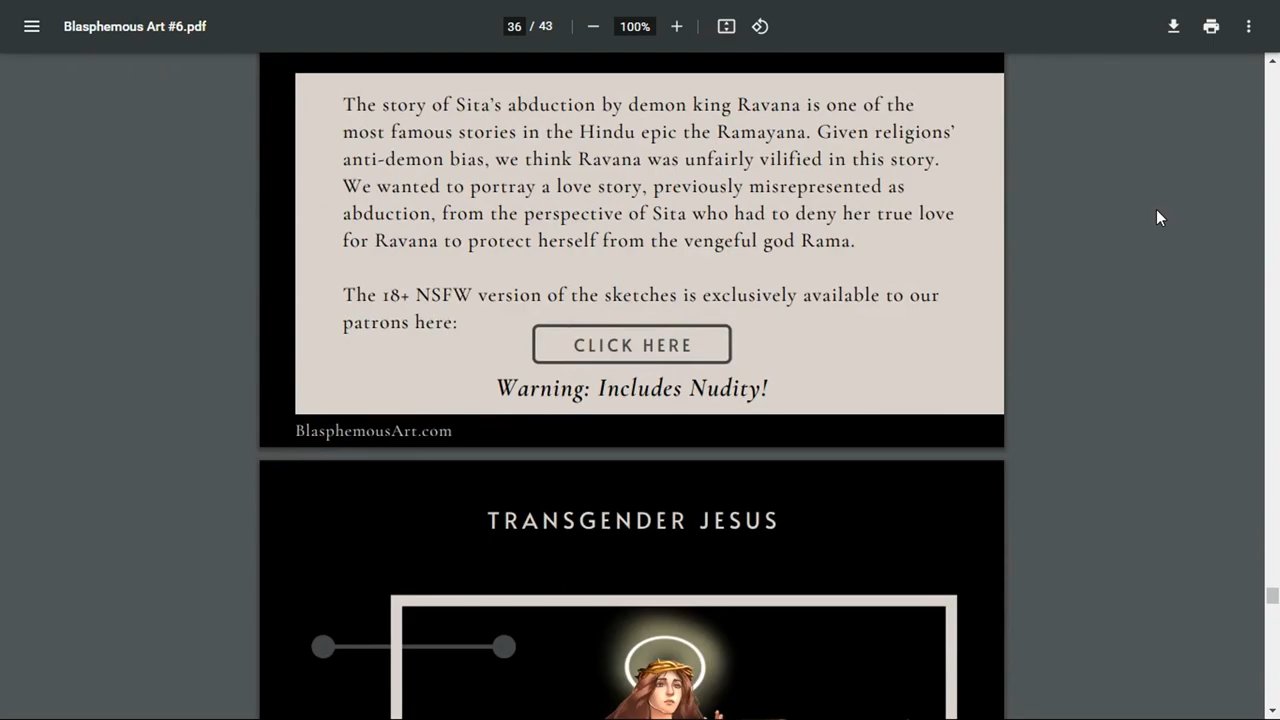 Blasphemous Art #6.pdf
36 / 43
100%
The story of Sita's abduction by demon king Ravana is one of the
most famous stories in the Hindu epic the Ramayana. Given religions'
anti-demon bias, we think Ravana was unfairly vilified in this story.
We wanted to portray a love story, previously misrepresented as
abduction, from the perspective of Sita who had to deny her true love
for Ravana to protect herself from the vengeful god Rama.
The 18+ NSFW version of the sketches is exclusively available to our
patrons here:
CLICK HERE
Warning: Includes Nudity!
BlasphemousArt.com
TRANSGENDER JESUS